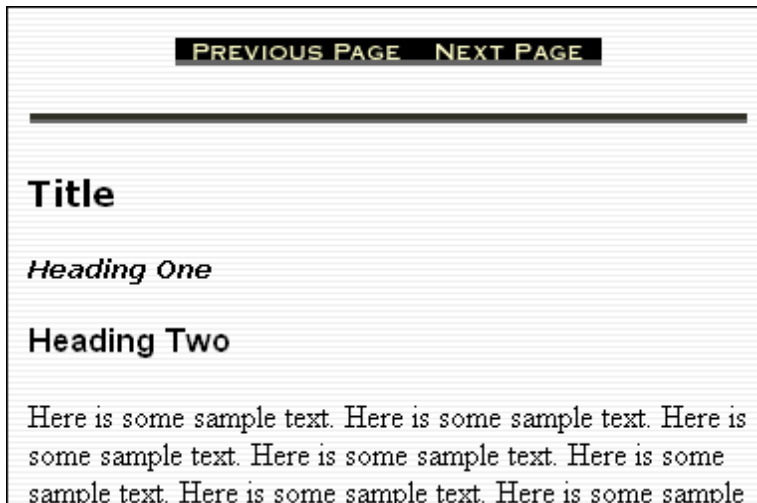 PREVIOUS PAGE NEXT PAGE
Title
Heading One
Heading Two
Here is some sample text. Here is some sample text. Here is
some sample text. Here is some sample text. Here is some
sample text. Here is some sample text. Here is some sample